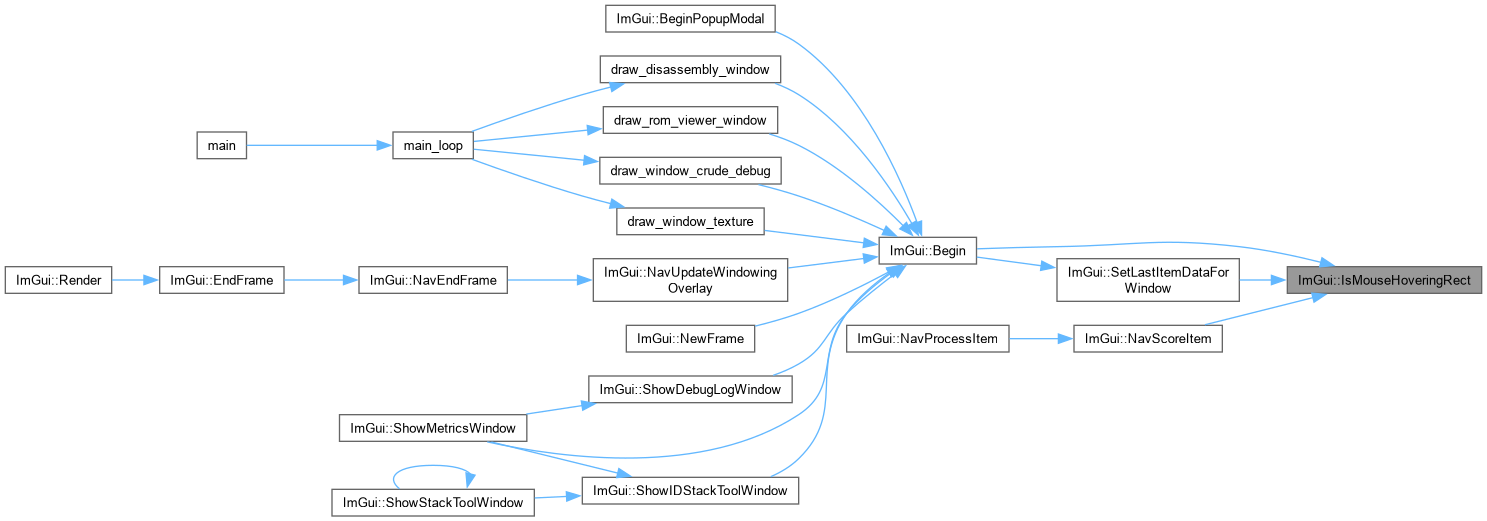 ImGui::BeginPopupModal
draw_disassembly_window
draw_rom_viewer_window
main
main_loop
draw_window_crude_debug
draw_window_texture
ImGui::Begin
ImGui::Render
ImGui::EndFrame
ImGui::NavEndFrame
ImGui::NavUpdateWindowing
Overlay
ImGui::SetLastItemDataFor
Window
ImGui::IsMouseHoveringRect
ImGui::NewFrame
ImGui::NavProcessItem
ImGui::NavScoreItem
ImGui::ShowDebugLogWindow
ImGui::ShowMetricsWindow
ImGui::ShowStackToolWindow
ImGui::ShowIDStackToolWindow